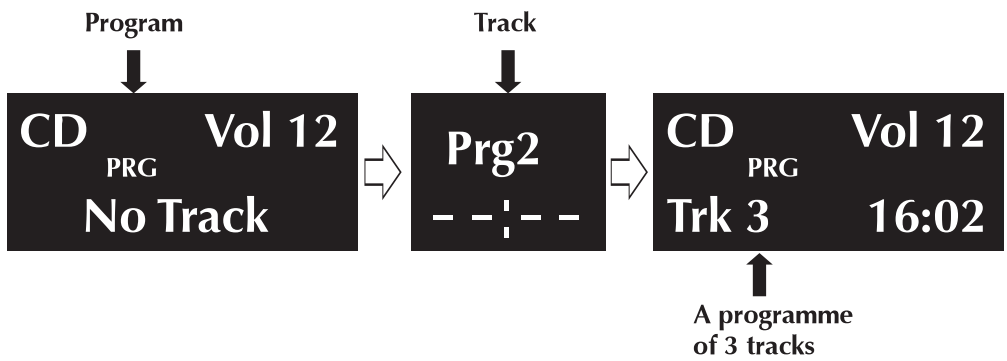 Program
Track
CD Vol 12
PRG
No Track
Prg2
– – ¦ – –
CD Vol 12
PRG
Trk 3 16:02
A programme
of 3 tracks